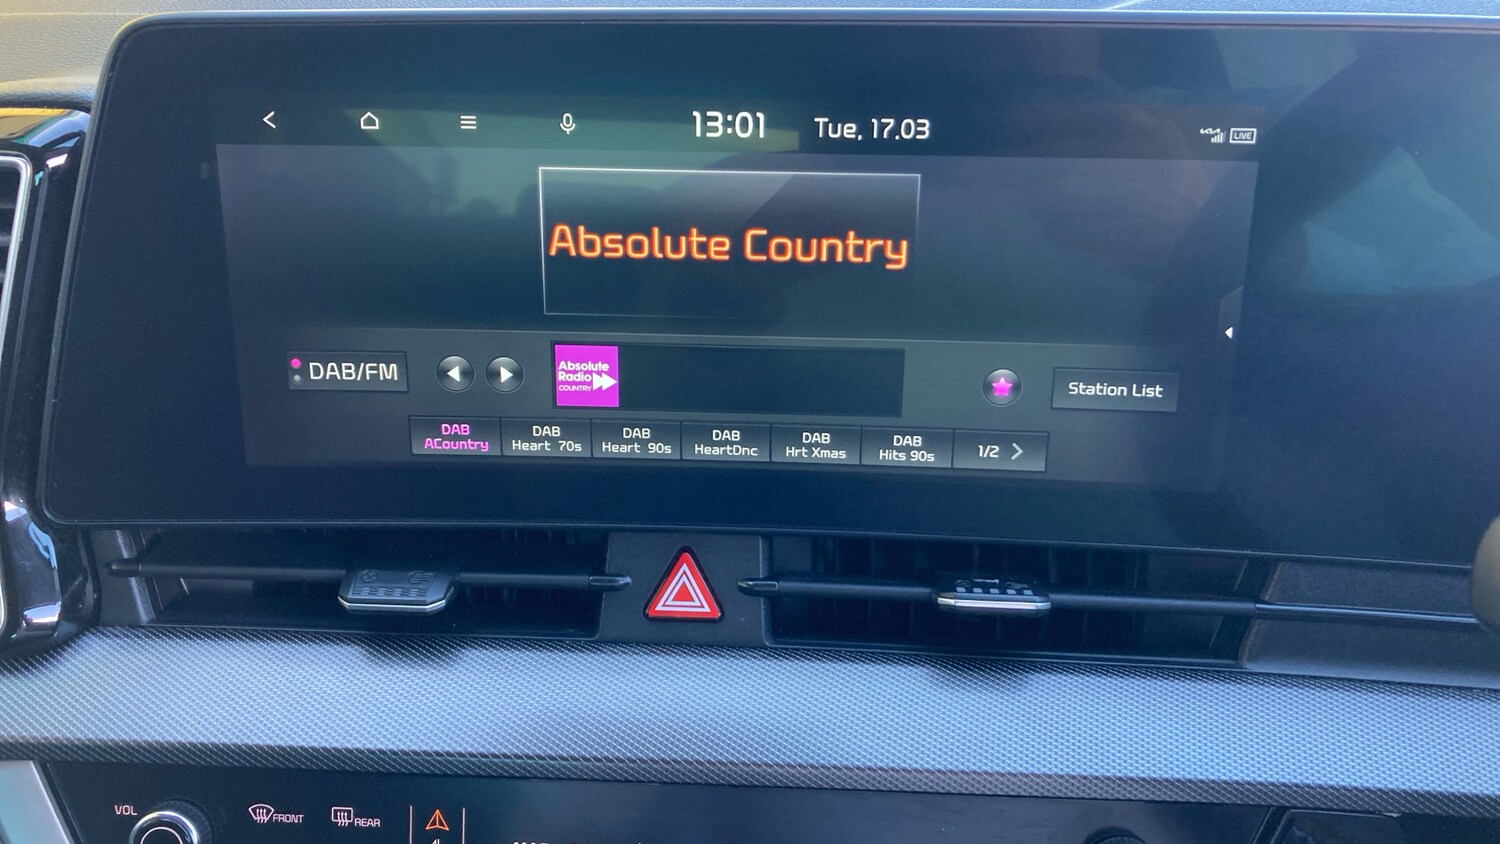 13:01 Tue, 17.03
LIVE
Absolute Country
DAB/FM
Absolute
Radio
COUNTRY
Station List
DAB
ACountry
DAB
Heart 70s
DAB
Heart 90s
DAB
HeartDnc
DAB
Hrt Xmas
DAB
Hits 90s
1/2
VOL
FRONT
REAR